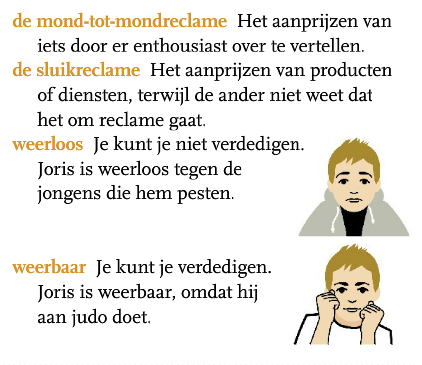 de mond-tot-mondreclame Het aanprijzen van
iets door er enthousiast over te vertellen.
de sluikreclame Het aanprijzen van producten
of diensten, terwijl de ander niet weet dat
het om reclame gaat.
weerloos Je kunt je niet verdedigen.
Joris is weerloos tegen de
jongens die hem pesten.
weerbaar Je kunt je verdedigen.
Joris is weerbaar, omdat hij
aan judo doet.